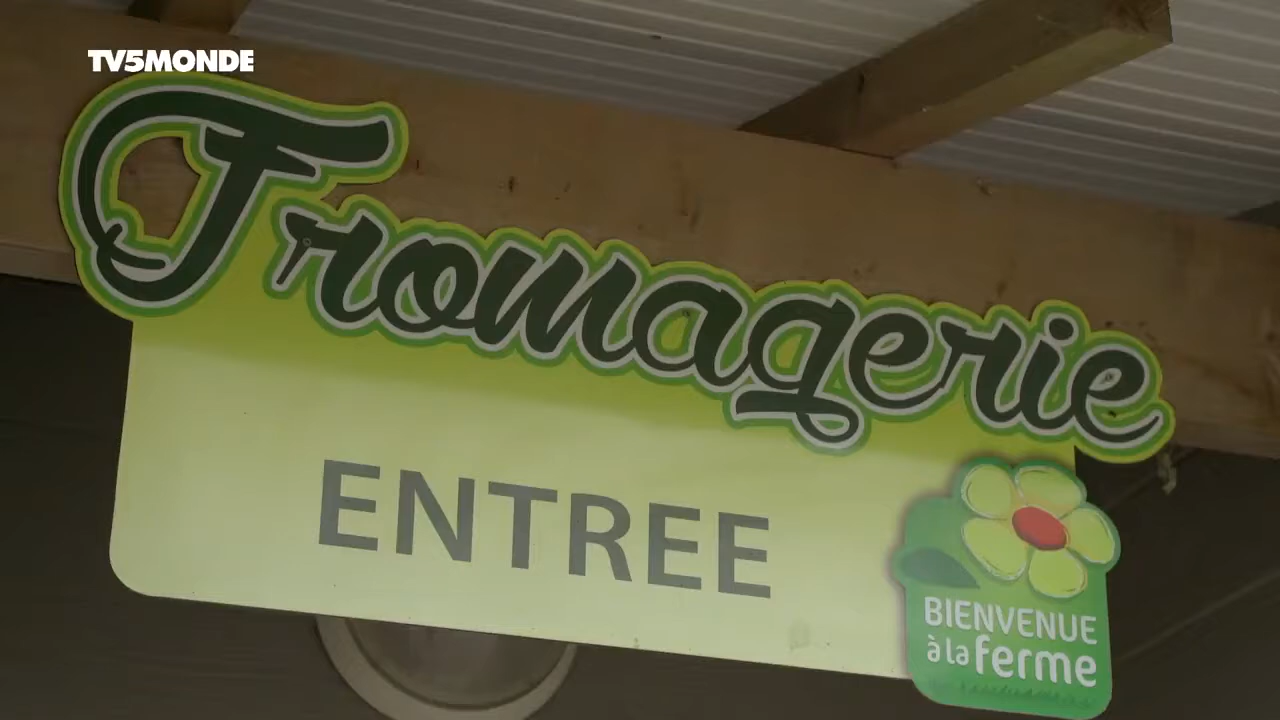 TV5MONDE
Fromagerie
ENTREE
BIENVENUE
à la ferme